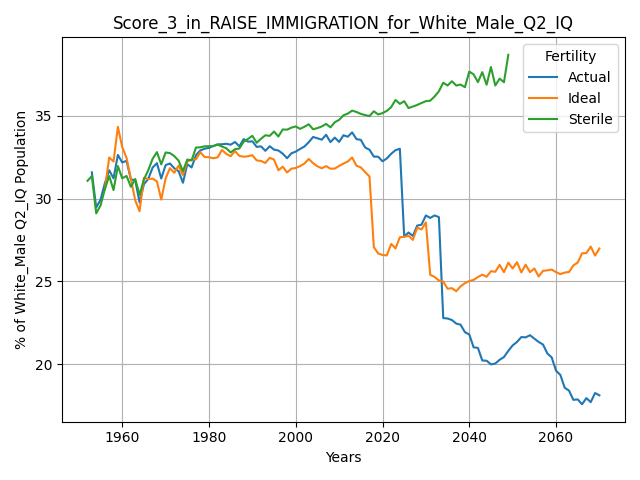 Score_3_in_RAISE_IMMIGRATION_for_White_Male_Q2_IQ
% of White_Male Q2_IQ Population
35
30
25
20
Fertility
Actual
Ideal
Sterile
1960 1980 2000 2020 2040 2060
Years